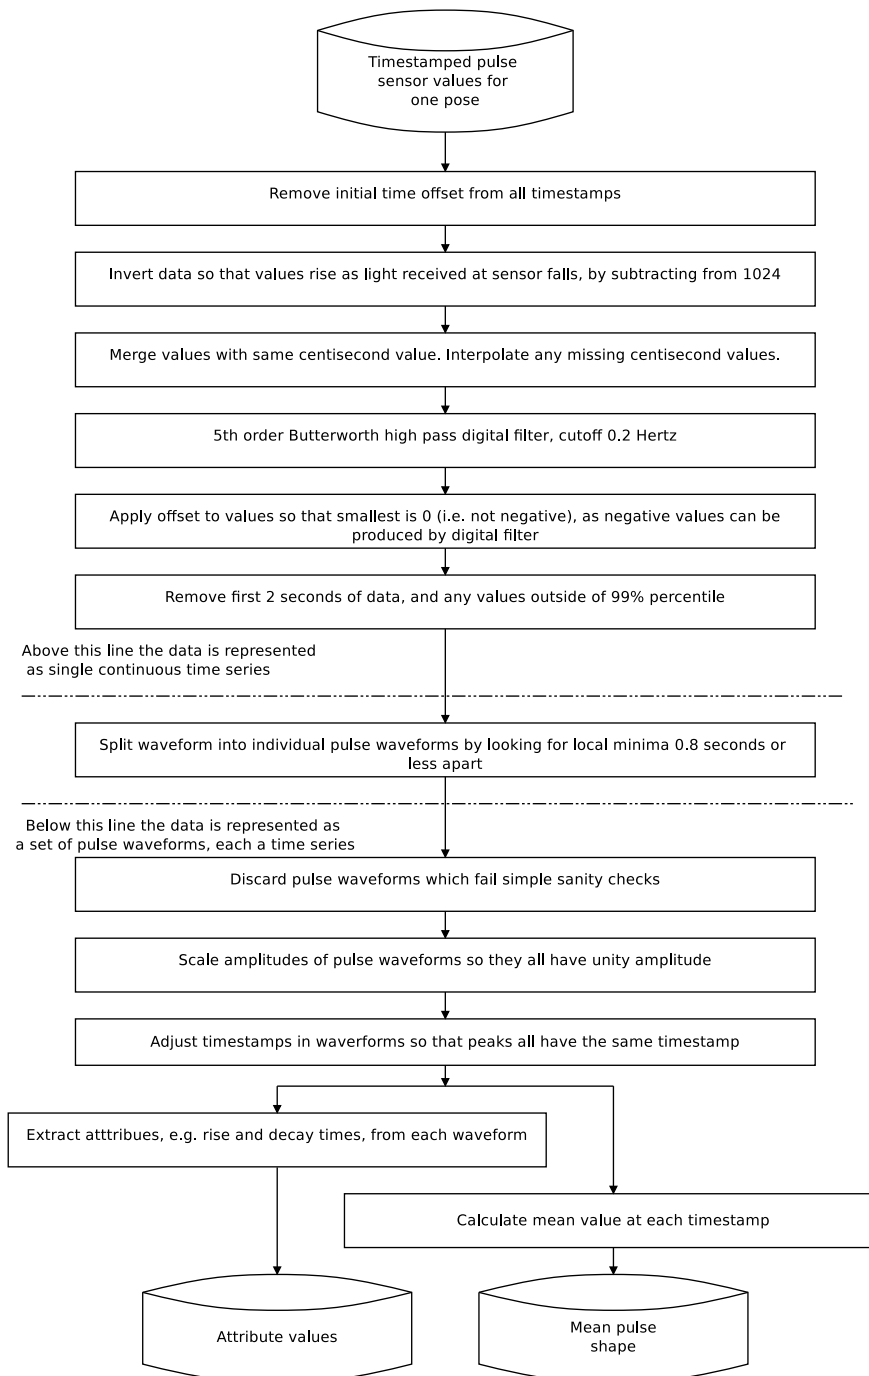 Timestamped pulse
sensor values for
one pose
Remove initial time offset from all timestamps
Invert data so that values rise as light received at sensor falls, by subtracting from 1024
Merge values with same centisecond value. Interpolate any missing centisecond values.
5th order Butterworth high pass digital filter, cutoff 0.2 Hertz
Apply offset to values so that smallest is 0 (i.e. not negative), as negative values can be
produced by digital filter
Remove first 2 seconds of data, and any values outside of 99% percentile
Above this line the data is represented
as single continuous time series
Split waveform into individual pulse waveforms by looking for local minima 0.8 seconds or
less apart
Below this line the data is represented as
a set of pulse waveforms, each a time series
Discard pulse waveforms which fail simple sanity checks
Scale amplitudes of pulse waveforms so they all have unity amplitude
Adjust timestamps in waverforms so that peaks all have the same timestamp
Extract atttribues, e.g. rise and decay times, from each waveform
Calculate mean value at each timestamp
Attribute values
Mean pulse
shape